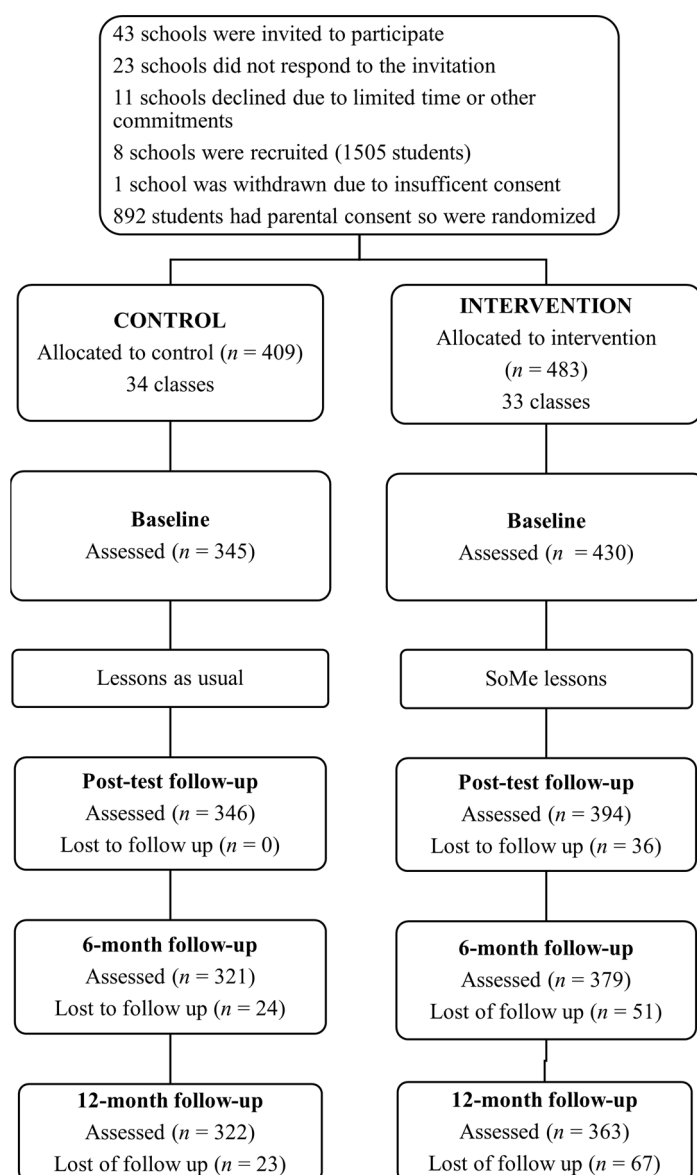 43 schools were invited to participate
23 schools did not respond to the invitation
11 schools declined due to limited time or other
commitments
8 schools were recruited (1505 students)
1 school was withdrawn due to insufficent consent
892 students had parental consent so were randomized
CONTROL
Allocated to control (n = 409)
34 classes
INTERVENTION
Allocated to intervention
(n = 483)
33 classes
Baseline
Assessed (n = 345)
Baseline
Assessed (n = 430)
Lessons as usual
SoMe lessons
Post-test follow-up
Assessed (n = 346)
Lost to follow up (n = 0)
Post-test follow-up
Assessed (n = 394)
Lost to follow up (n = 36)
6-month follow-up
Assessed (n = 321)
Lost to follow up (n = 24)
6-month follow-up
Assessed (n = 379)
Lost of follow up (n = 51)
12-month follow-up
Assessed (n = 322)
Lost of follow up (n = 23)
12-month follow-up
Assessed (n = 363)
Lost of follow up (n = 67)